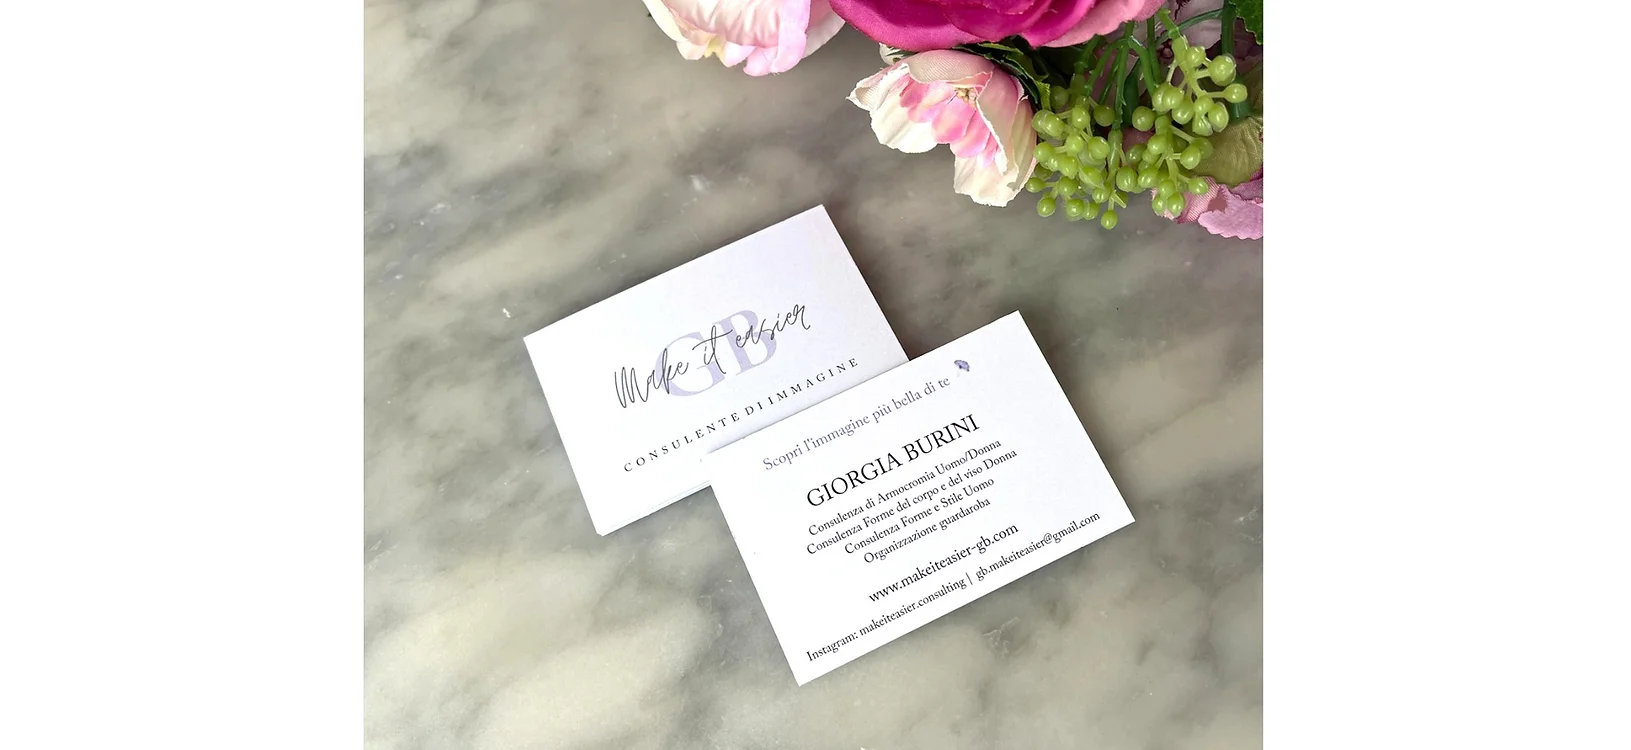 GB
Make it easier
CONSULENTE DI IMMAGINE
Scopri l'immagine più bella di te
GIORGIA BURINI
Consulenza di Armocromia Uomo/Donna
Consulenza Forme del corpo e del viso Donna
Consulenza Forme e Stile Uomo
Organizzazione guardaroba
www.makeiteasier-gb.com
Instagram: makeiteasier.consulting | gb.makeiteasier@gmail.com